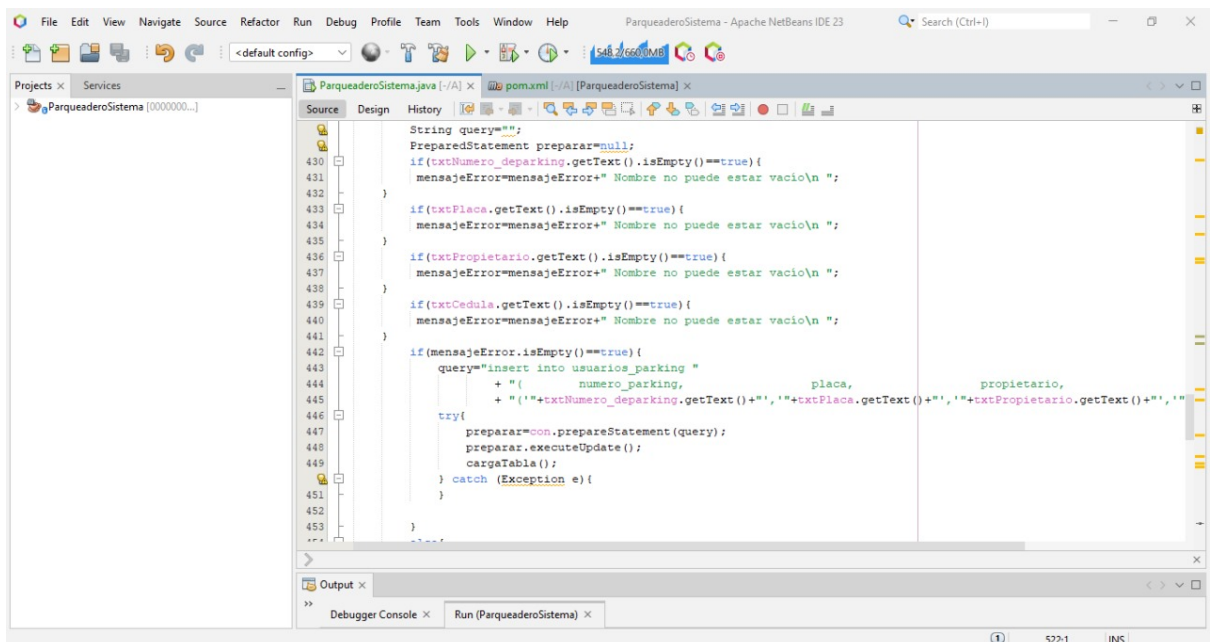 File Edit View Navigate Source Refactor Run Debug Profile Team Tools Window Help ParqueaderoSistema - Apache NetBeans IDE 23 Search (Ctrl+I)
<default config> 548,2/660,0MB
Projects Services
ParqueaderoSistema [0000000...]
ParqueaderoSistema.java [-/A] pom.xml [-/A] [ParqueaderoSistema]
Source Design History
String query="";
PreparedStatement preparar=null;
430 if(txtNumero_deparking.getText().isEmpty()==true){
431 mensajeError=mensajeError+" Nombre no puede estar vacio\n ";
432 }
433 if(txtPlaca.getText().isEmpty()==true){
434 mensajeError=mensajeError+" Nombre no puede estar vacio\n ";
435 }
436 if(txtPropietario.getText().isEmpty()==true){
437 mensajeError=mensajeError+" Nombre no puede estar vacio\n ";
438 }
439 if(txtCedula.getText().isEmpty()==true){
440 mensajeError=mensajeError+" Nombre no puede estar vacio\n ";
441 }
442 if(mensajeError.isEmpty()==true){
443 query="insert into usuarios_parking "
444 + "( numero_parking, placa, propietario,
445 + "('"+txtNumero_deparking.getText()+"','"+txtPlaca.getText()+"','"+txtPropietario.getText()+"','"
446 try{
447 preparar=con.prepareStatement(query);
448 preparar.executeUpdate();
449 cargaTabla();
} catch (Exception e){
451 }
452
453 }
Output
Debugger Console Run (ParqueaderoSistema)
1 522:1 INS